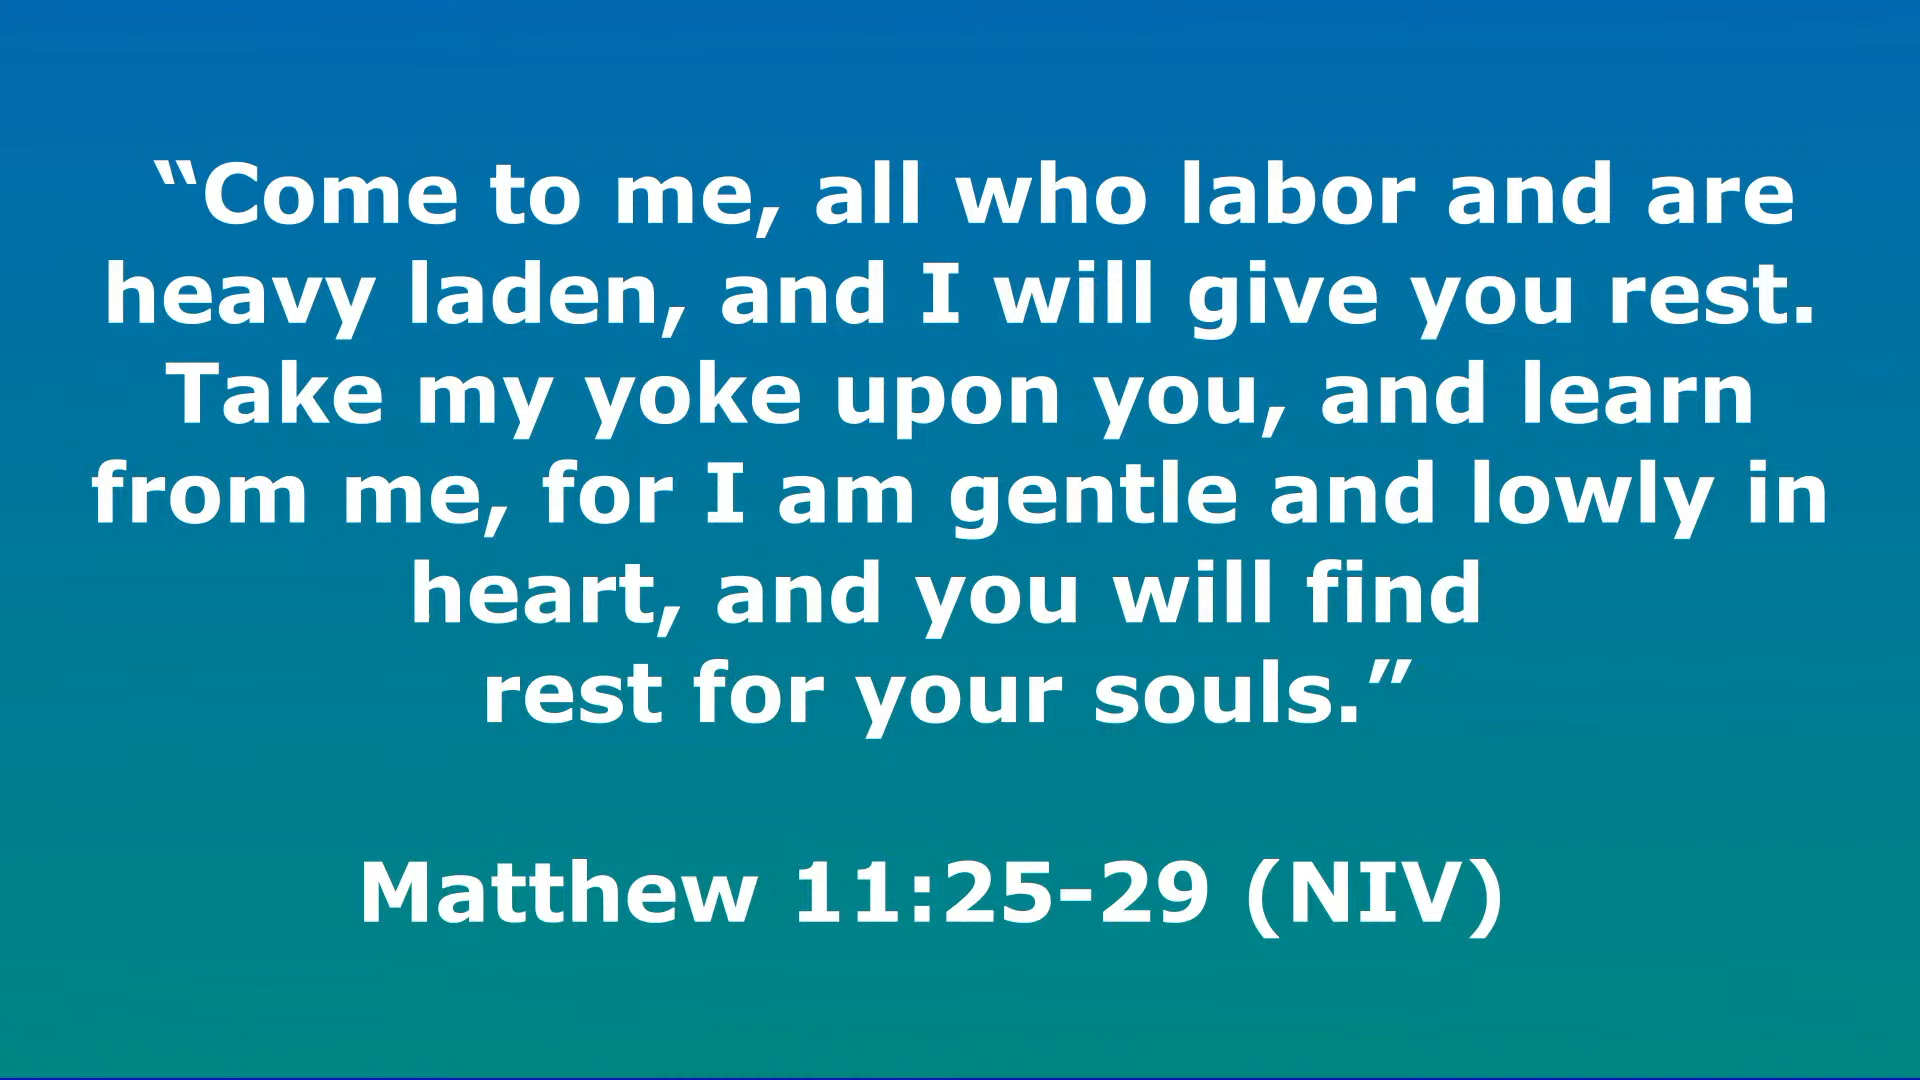 “Come to me, all who labor and are
heavy laden, and I will give you rest.
Take my yoke upon you, and learn
from me, for I am gentle and lowly in
heart, and you will find
rest for your souls.”
Matthew 11:25-29 (NIV)